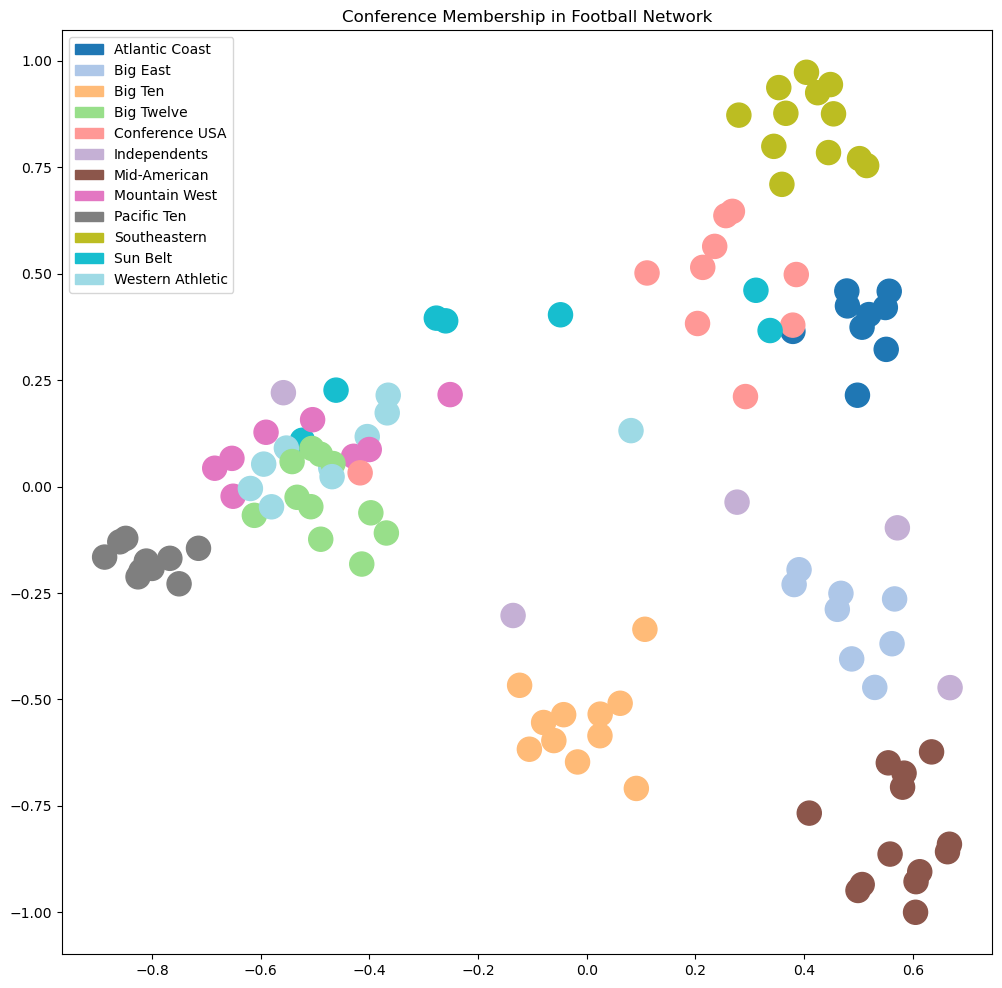 Conference Membership in Football Network
Atlantic Coast
Big East
Big Ten
Big Twelve
Conference USA
Independents
Mid-American
Mountain West
Pacific Ten
Southeastern
Sun Belt
Western Athletic
1.00
0.75
0.50
0.25
0.00
−0.25
−0.50
−0.75
−1.00
−0.8 −0.6 −0.4 −0.2 0.0 0.2 0.4 0.6